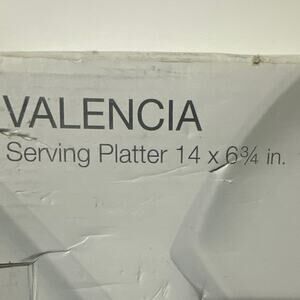 VALENCIA
Serving Platter 14 x 6¾ in.